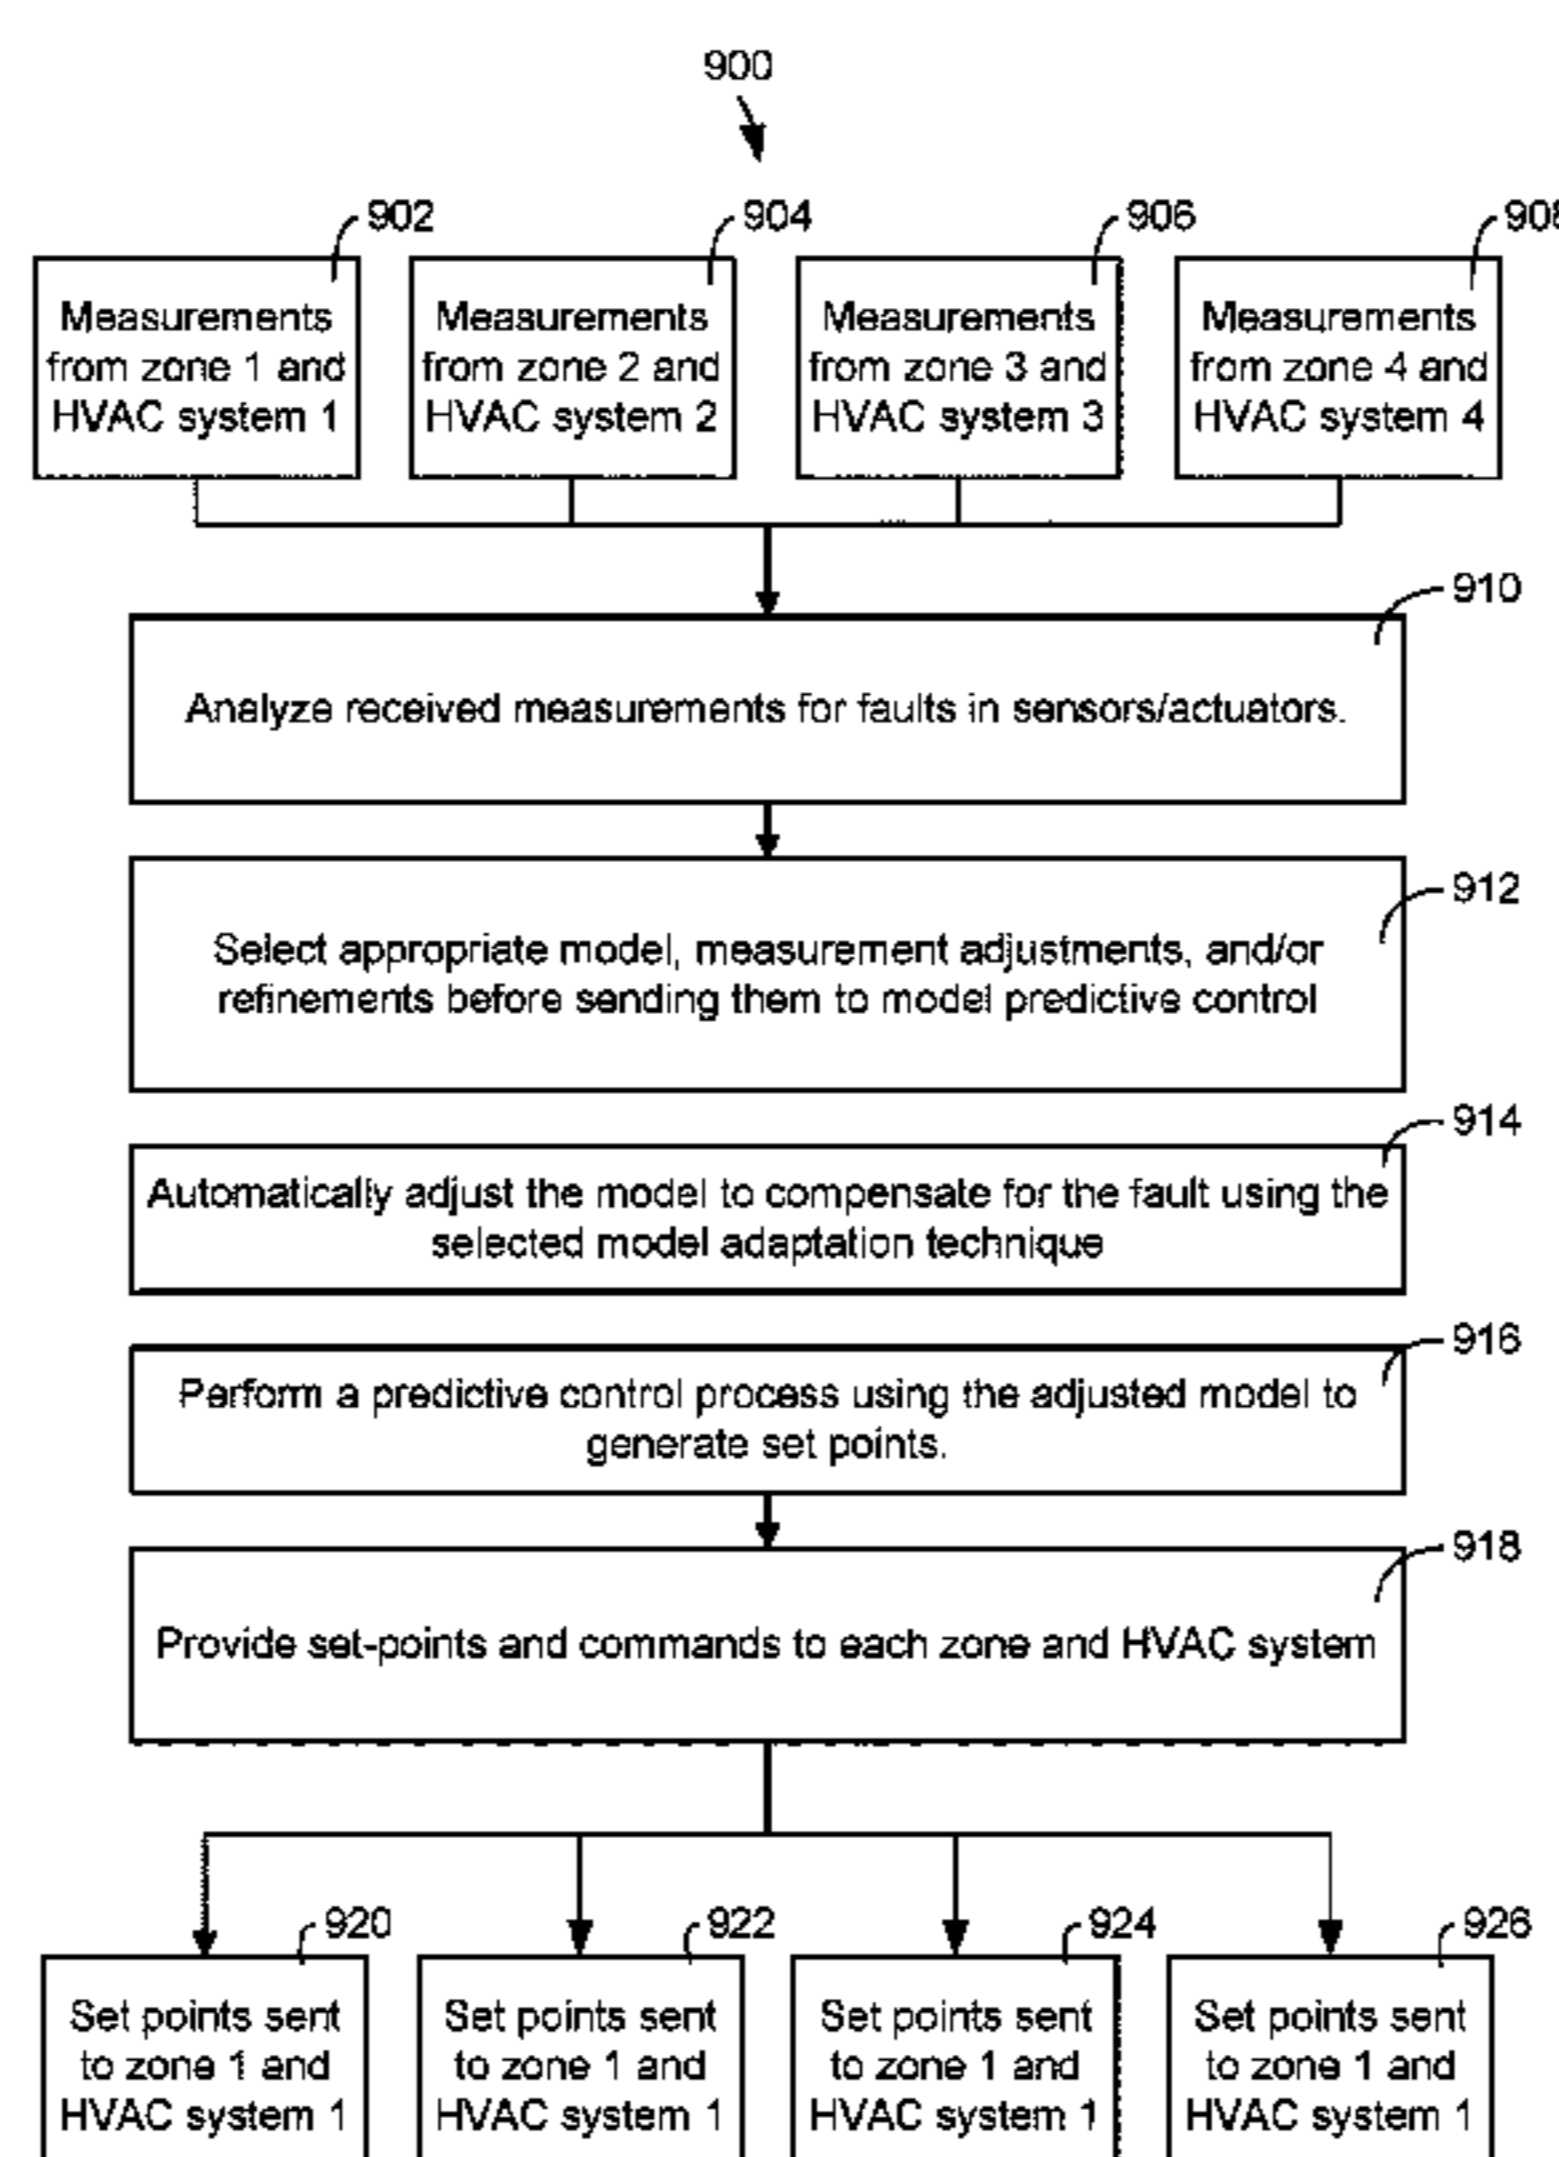 900
902
904
906
Measurements
from zone 1 and
HVAC system 1
Measurements
from zone 2 and
HVAC system 2
Measurements
from zone 3 and
HVAC system 3
Measurements
from zone 4 and
HVAC system 4
910
Analyze received measurements for faults in sensors/actuators.
912
Select appropriate model, measurement adjustments, and/or
refinements before sending them to model predictive control
914
Automatically adjust the model to compensate for the fault using the
selected model adaptation technique
916
Perform a predictive control process using the adjusted model to
generate set points.
918
Provide set-points and commands to each zone and HVAC system
920
922
924
926
Set points sent
to zone 1 and
HVAC system 1
Set points sent
to zone 1 and
HVAC system 1
Set points sent
to zone 1 and
HVAC system 1
Set points sent
to zone 1 and
HVAC system 1